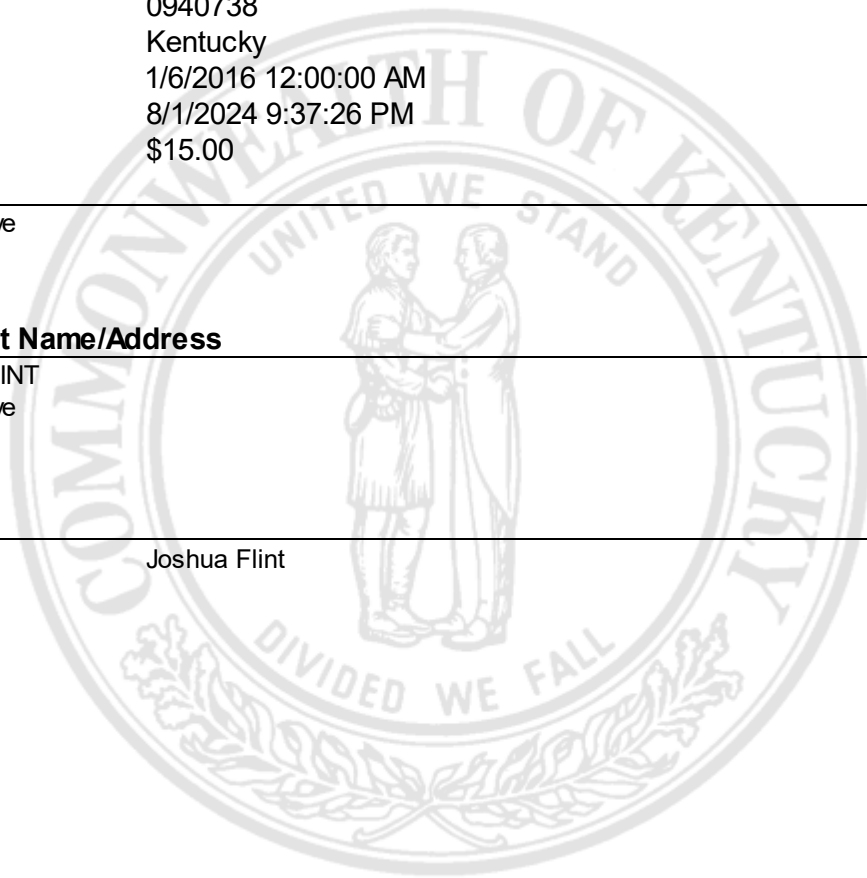 0940738
Kentucky
1/6/2016 12:00:00 AM
8/1/2024 9:37:26 PM
$15.00
ve
t Name/Address
INT
ve
Joshua Flint
COMMONWEALTH OF KENTUCKY
UNITED WE STAND
DIVIDED WE FALL